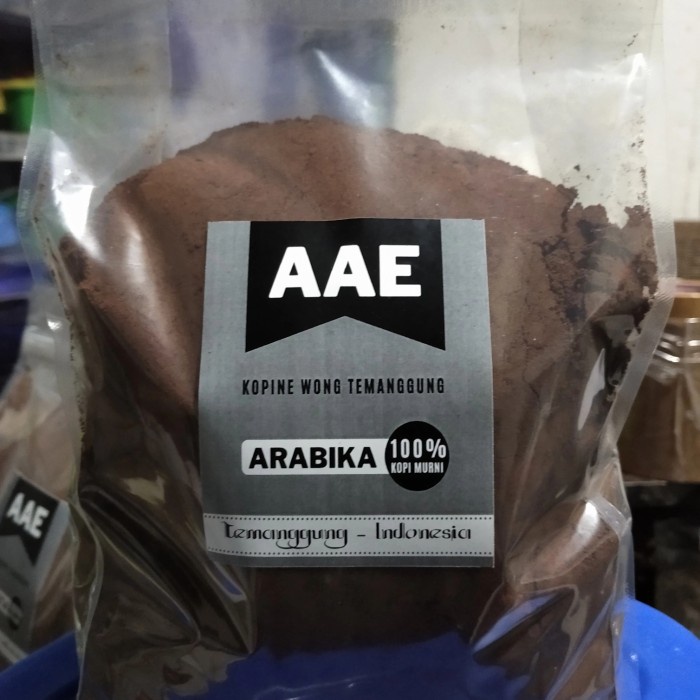 AAE
KOPINE WONG TEMANGGUNG
ARABIKA
100%
KOPI MURNI
Temanggung - Indonesia
AAE